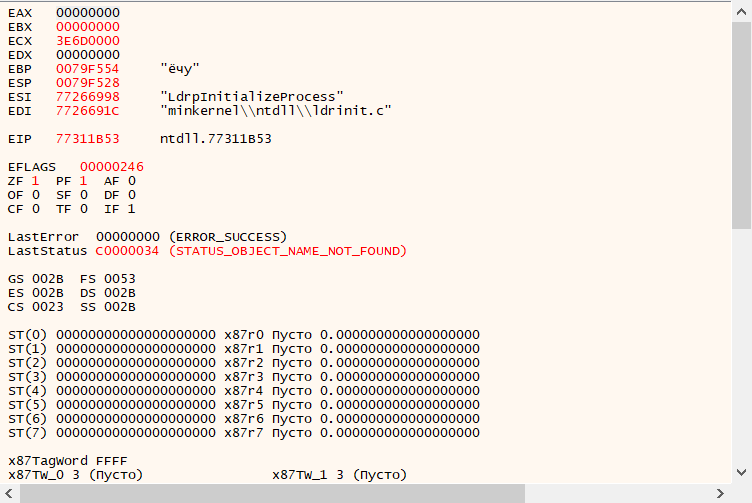 EAX 00000000
EBX 00000000
ECX 3E6D0000
EDX 00000000
EBP 0079F554 "ёчу"
ESP 0079F528
ESI 77266998 "LdrpInitializeProcess"
EDI 7726691C "minkernel\\ntdll\\ldrinit.c"
EIP 77311B53 ntdll.77311B53
EFLAGS 00000246
ZF 1 PF 1 AF 0
OF 0 SF 0 DF 0
CF 0 TF 0 IF 1
LastError 00000000 (ERROR_SUCCESS)
LastStatus C0000034 (STATUS_OBJECT_NAME_NOT_FOUND)
GS 002B FS 0053
ES 002B DS 002B
CS 0023 SS 002B
ST(0) 00000000000000000000 x87r0 Пусто 0.000000000000000000
ST(1) 00000000000000000000 x87r1 Пусто 0.000000000000000000
ST(2) 00000000000000000000 x87r2 Пусто 0.000000000000000000
ST(3) 00000000000000000000 x87r3 Пусто 0.000000000000000000
ST(4) 00000000000000000000 x87r4 Пусто 0.000000000000000000
ST(5) 00000000000000000000 x87r5 Пусто 0.000000000000000000
ST(6) 00000000000000000000 x87r6 Пусто 0.000000000000000000
ST(7) 00000000000000000000 x87r7 Пусто 0.000000000000000000
x87TagWord FFFF
x87TW_0 3 (Пусто) x87TW_1 3 (Пусто)